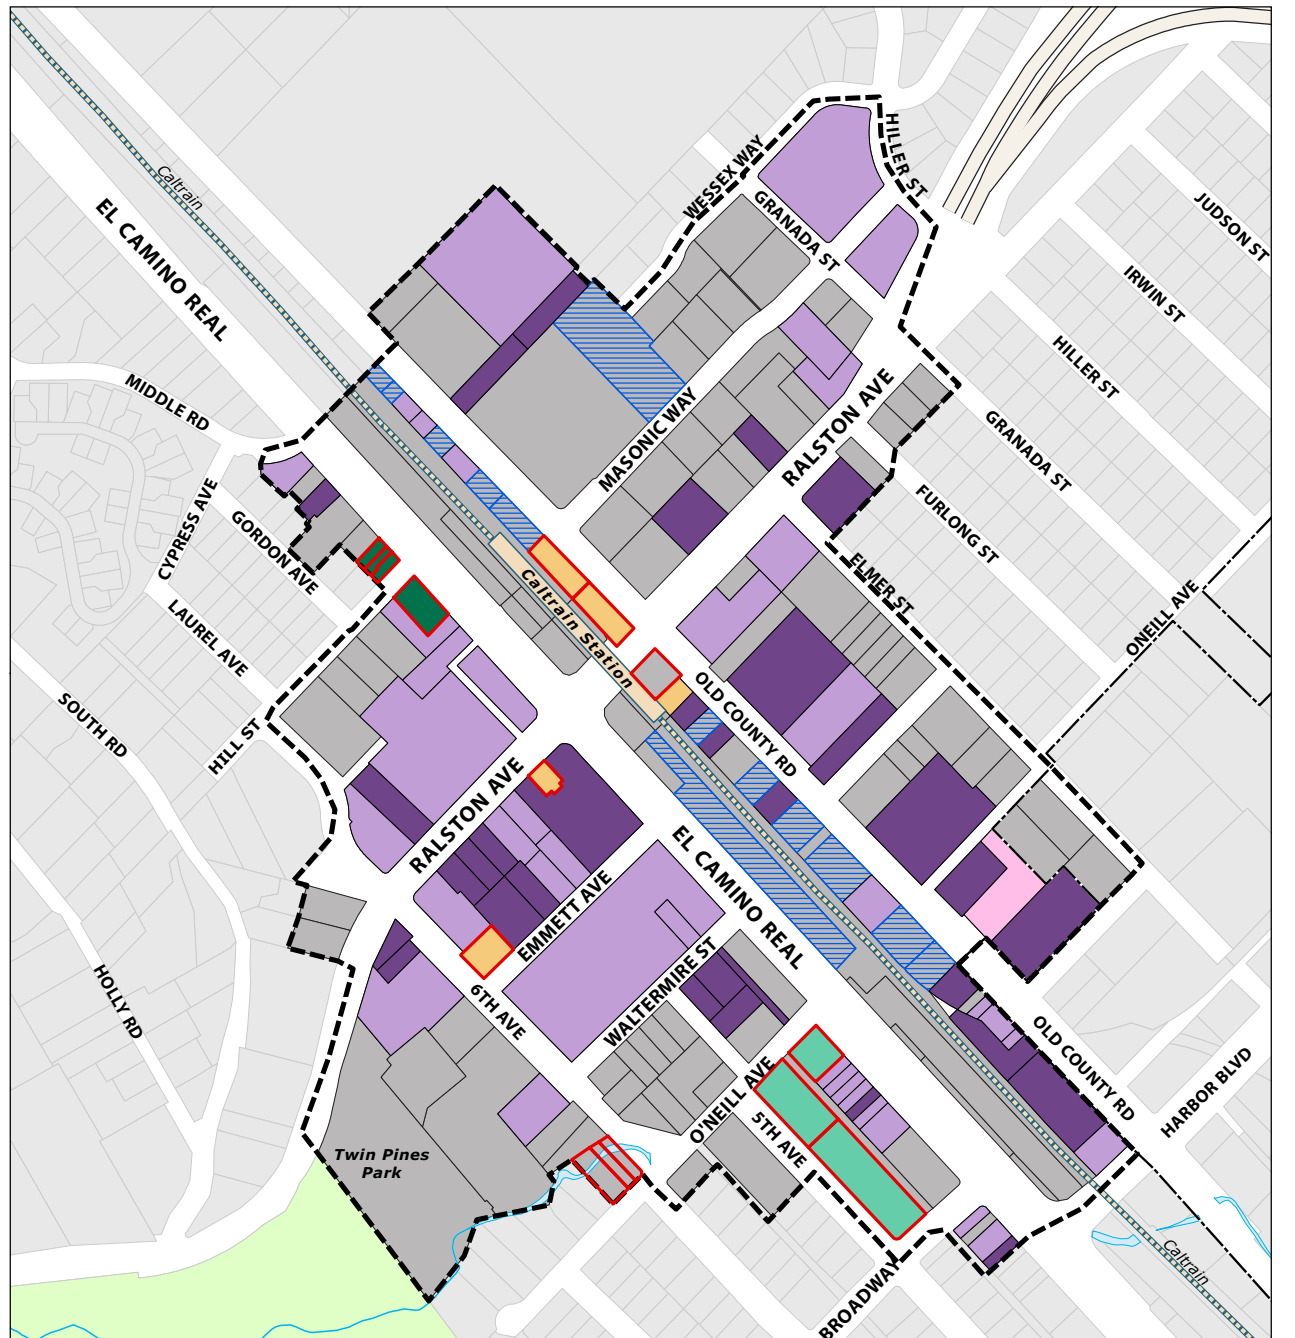 Caltrain
EL CAMINO REAL
WESSEX WAY
HILLER ST
GRANADA ST
JUDSON ST
IRWIN ST
HILLER ST
MIDDLE RD
MASONIC WAY
RALSTON AVE
GRANADA ST
CYPRESS AVE
GORDON AVE
FURLONG ST
ELMER ST
ONEILL AVE
LAUREL AVE
Caltrain Station
SOUTH RD
HILL ST
OLD COUNTY RD
RALSTON AVE
EL CAMINO REAL
EMMETT AVE
HOLLY RD
6TH AVE
WALTERMIRE ST
OLD COUNTY RD
HARBOR BLVD
O'NEILL AVE
5TH AVE
Twin Pines
Park
BROADWAY
Caltrain